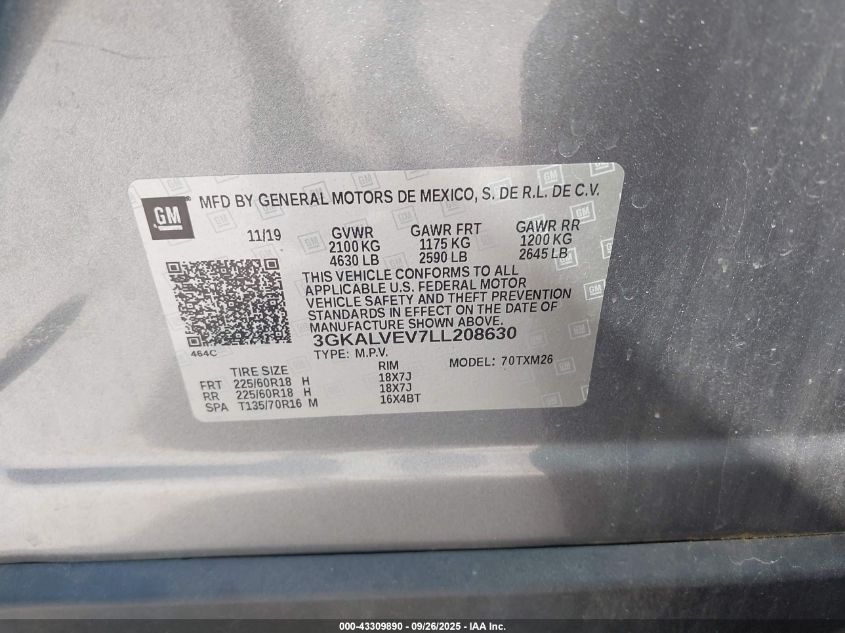 GM
MFD BY GENERAL MOTORS DE MEXICO, S. DE R.L. DE C.V.
11/19 GVWR GAWR FRT GAWR RR
2100 KG 1175 KG 1200 KG
4630 LB 2590 LB 2645 LB
THIS VEHICLE CONFORMS TO ALL
APPLICABLE U.S. FEDERAL MOTOR
VEHICLE SAFETY AND THEFT PREVENTION
STANDARDS IN EFFECT ON THE DATE OF
MANUFACTURE SHOWN ABOVE.
464C
3GKALVEV7LL208630
TYPE: M.P.V. MODEL: 70TXM26
TIRE SIZE RIM
FRT 225/60R18 H 18X7J
RR 225/60R18 H 18X7J
SPA T135/70R16 M 16X4BT
000-43309890 - 09/26/2025 - IAA Inc.